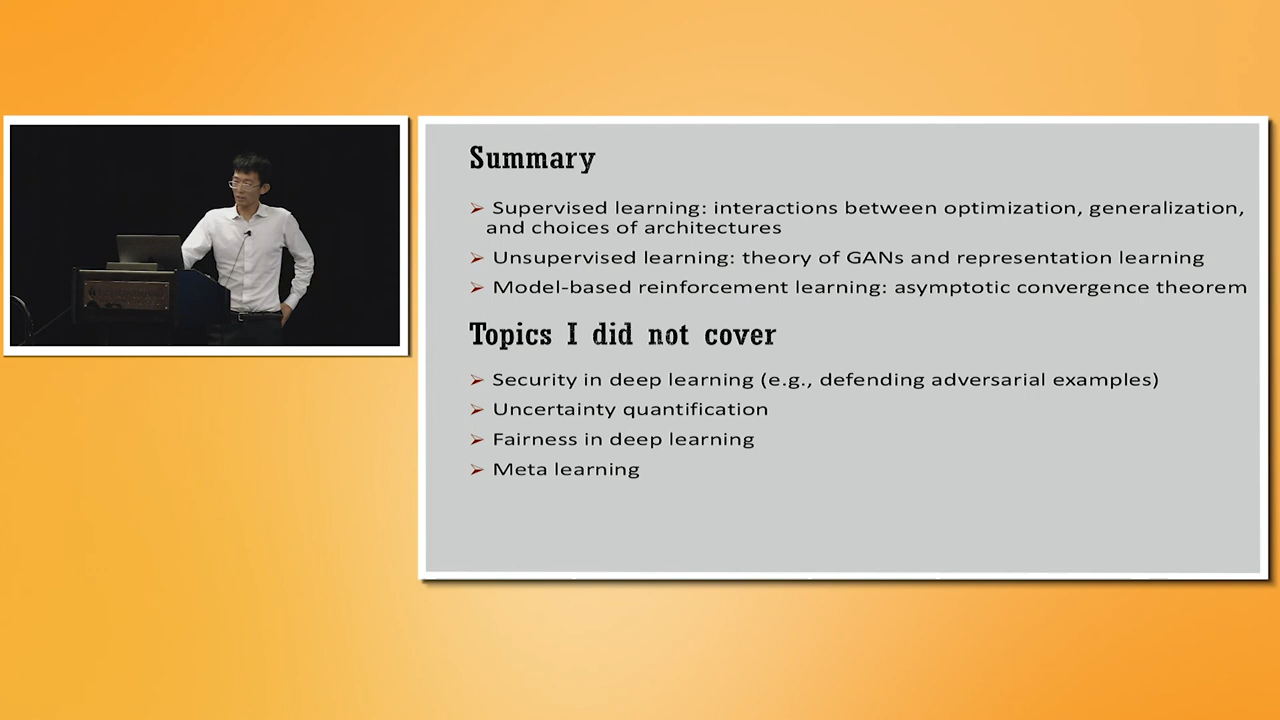 Summary
➢ Supervised learning: interactions between optimization, generalization,
and choices of architectures
➢ Unsupervised learning: theory of GANs and representation learning
➢ Model-based reinforcement learning: asymptotic convergence theorem
Topics I did not cover
➢ Security in deep learning (e.g., defending adversarial examples)
➢ Uncertainty quantification
➢ Fairness in deep learning
➢ Meta learning